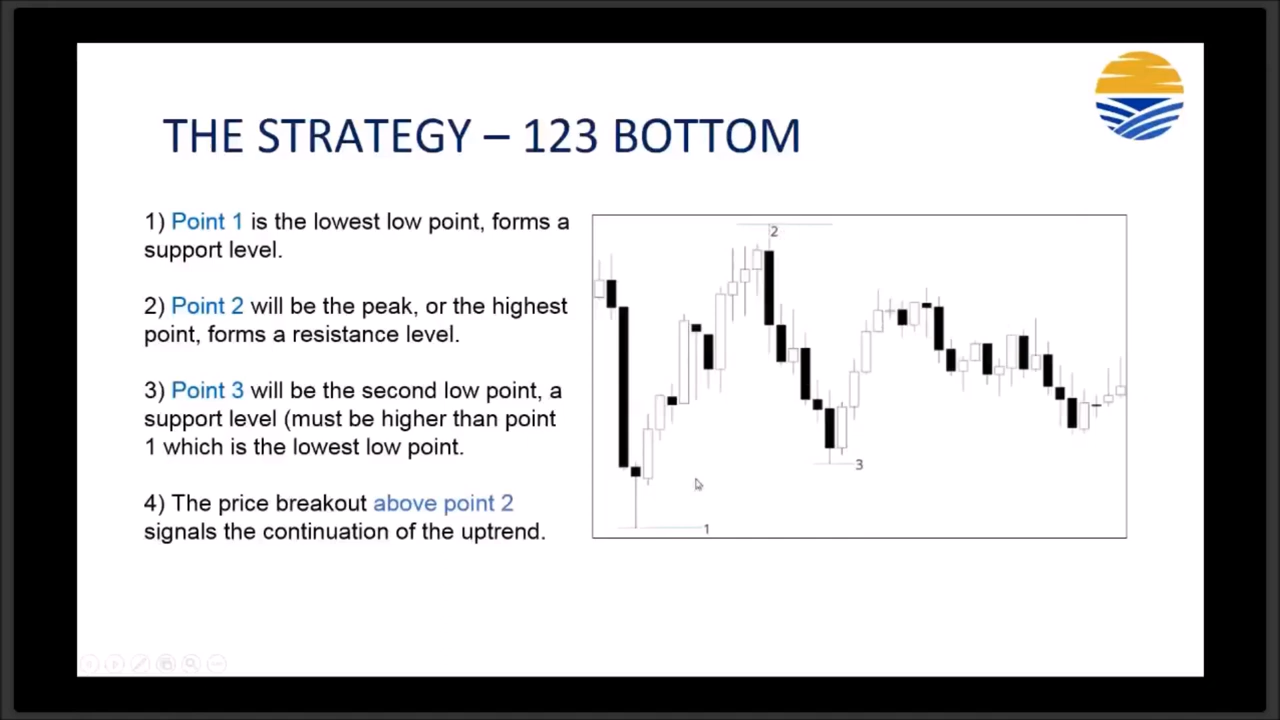 THE STRATEGY – 123 BOTTOM
1) Point 1 is the lowest low point, forms a
support level.
2) Point 2 will be the peak, or the highest
point, forms a resistance level.
3) Point 3 will be the second low point, a
support level (must be higher than point
1 which is the lowest low point.
4) The price breakout above point 2
signals the continuation of the uptrend.
2
3
1